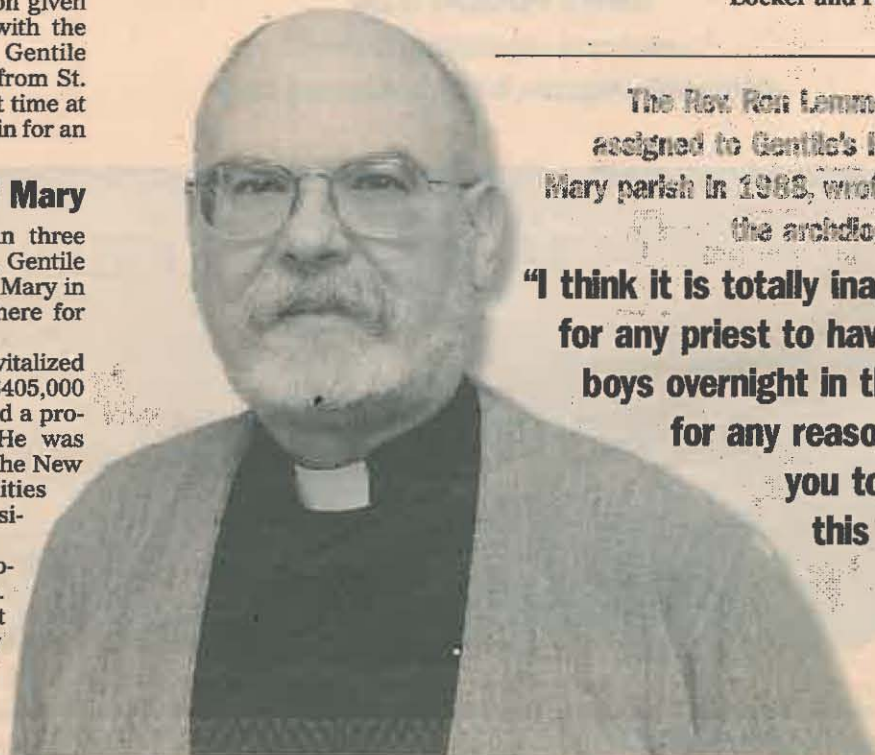 on given
with the
Gentile
from St.
t time at
in for an
Mary
n three
Gentile
Mary in
here for
vitalized
405,000
d a pro-
He was
he New
ities
si-
o-
.
t
The Rev. Ron Lemm
assigned to Gentile's
Mary parish in 1988, wrot
the archdio
"I think it is totally ina
for any priest to hav
boys overnight in t
for any reaso
you to
this